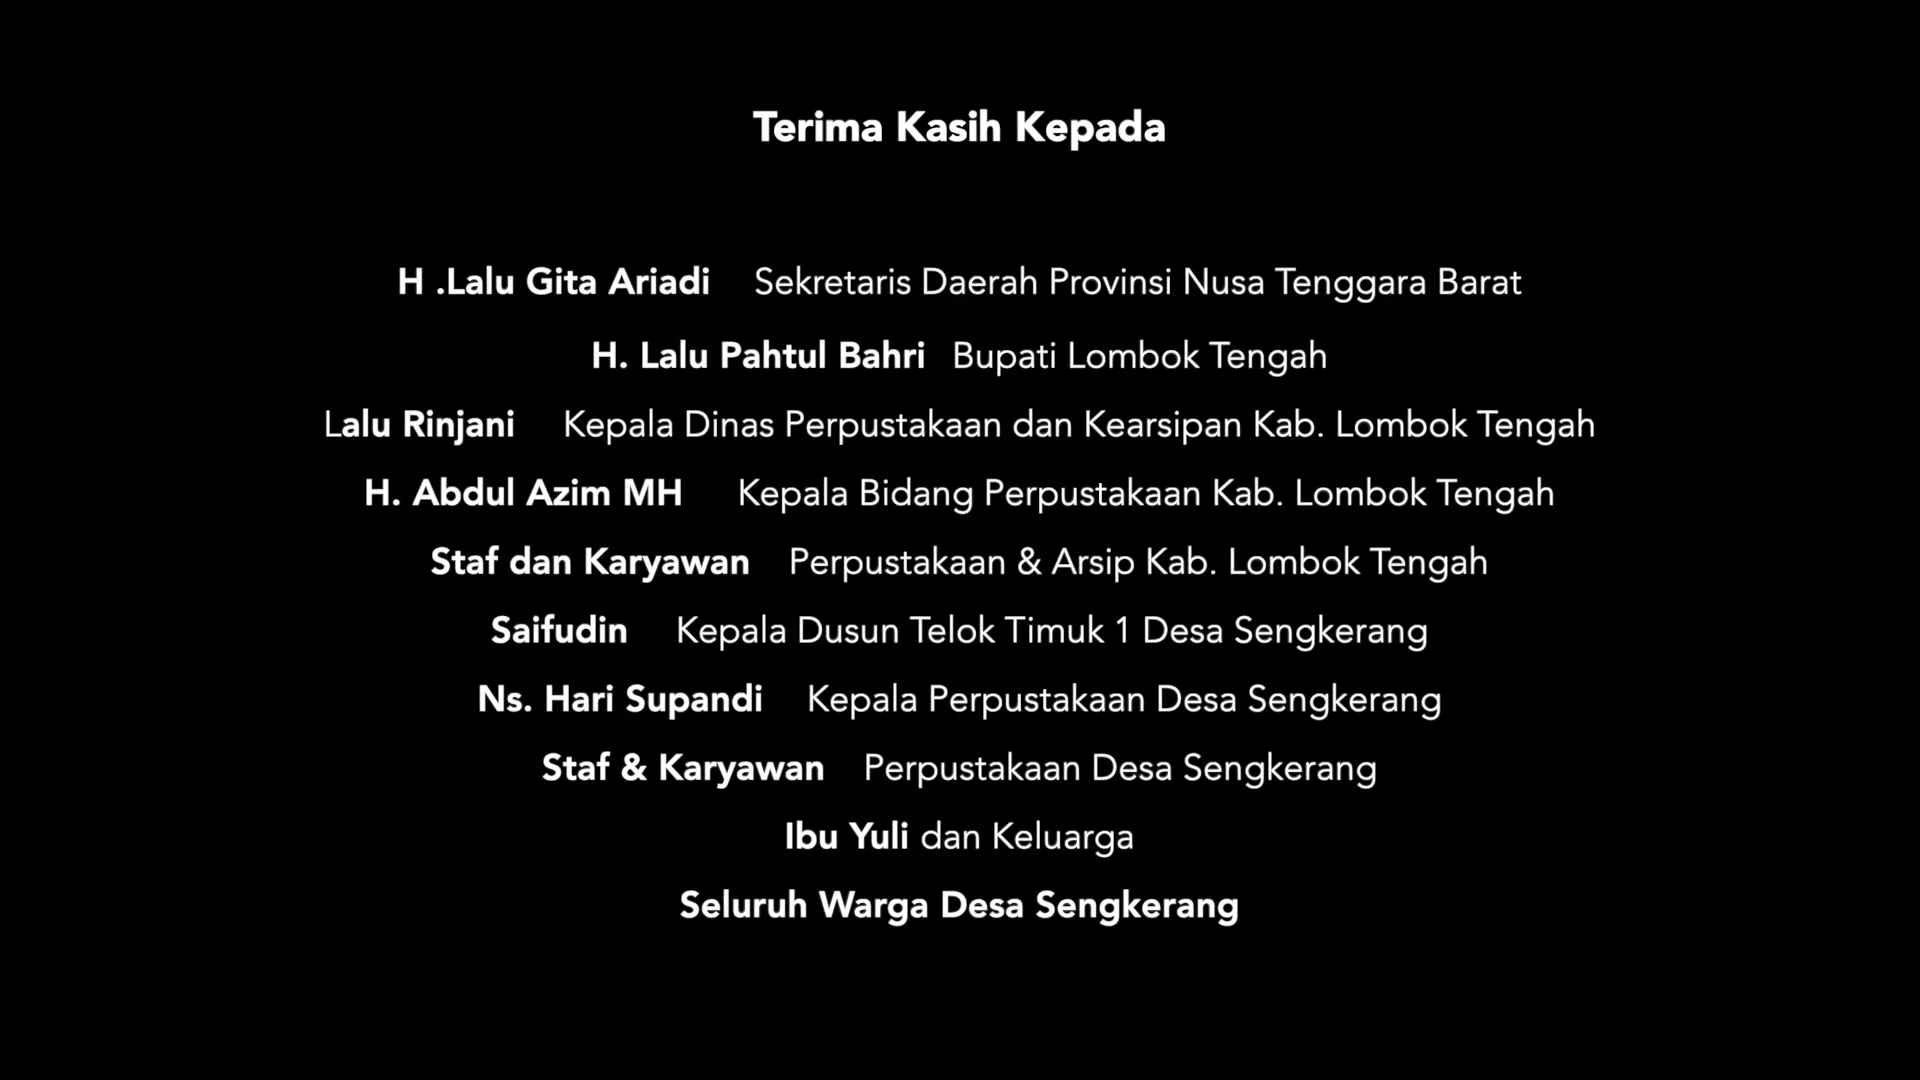 Terima Kasih Kepada
H .Lalu Gita Ariadi Sekretaris Daerah Provinsi Nusa Tenggara Barat
H. Lalu Pahtul Bahri Bupati Lombok Tengah
Lalu Rinjani Kepala Dinas Perpustakaan dan Kearsipan Kab. Lombok Tengah
H. Abdul Azim MH Kepala Bidang Perpustakaan Kab. Lombok Tengah
Staf dan Karyawan Perpustakaan & Arsip Kab. Lombok Tengah
Saifudin Kepala Dusun Telok Timuk 1 Desa Sengkerang
Ns. Hari Supandi Kepala Perpustakaan Desa Sengkerang
Staf & Karyawan Perpustakaan Desa Sengkerang
Ibu Yuli dan Keluarga
Seluruh Warga Desa Sengkerang